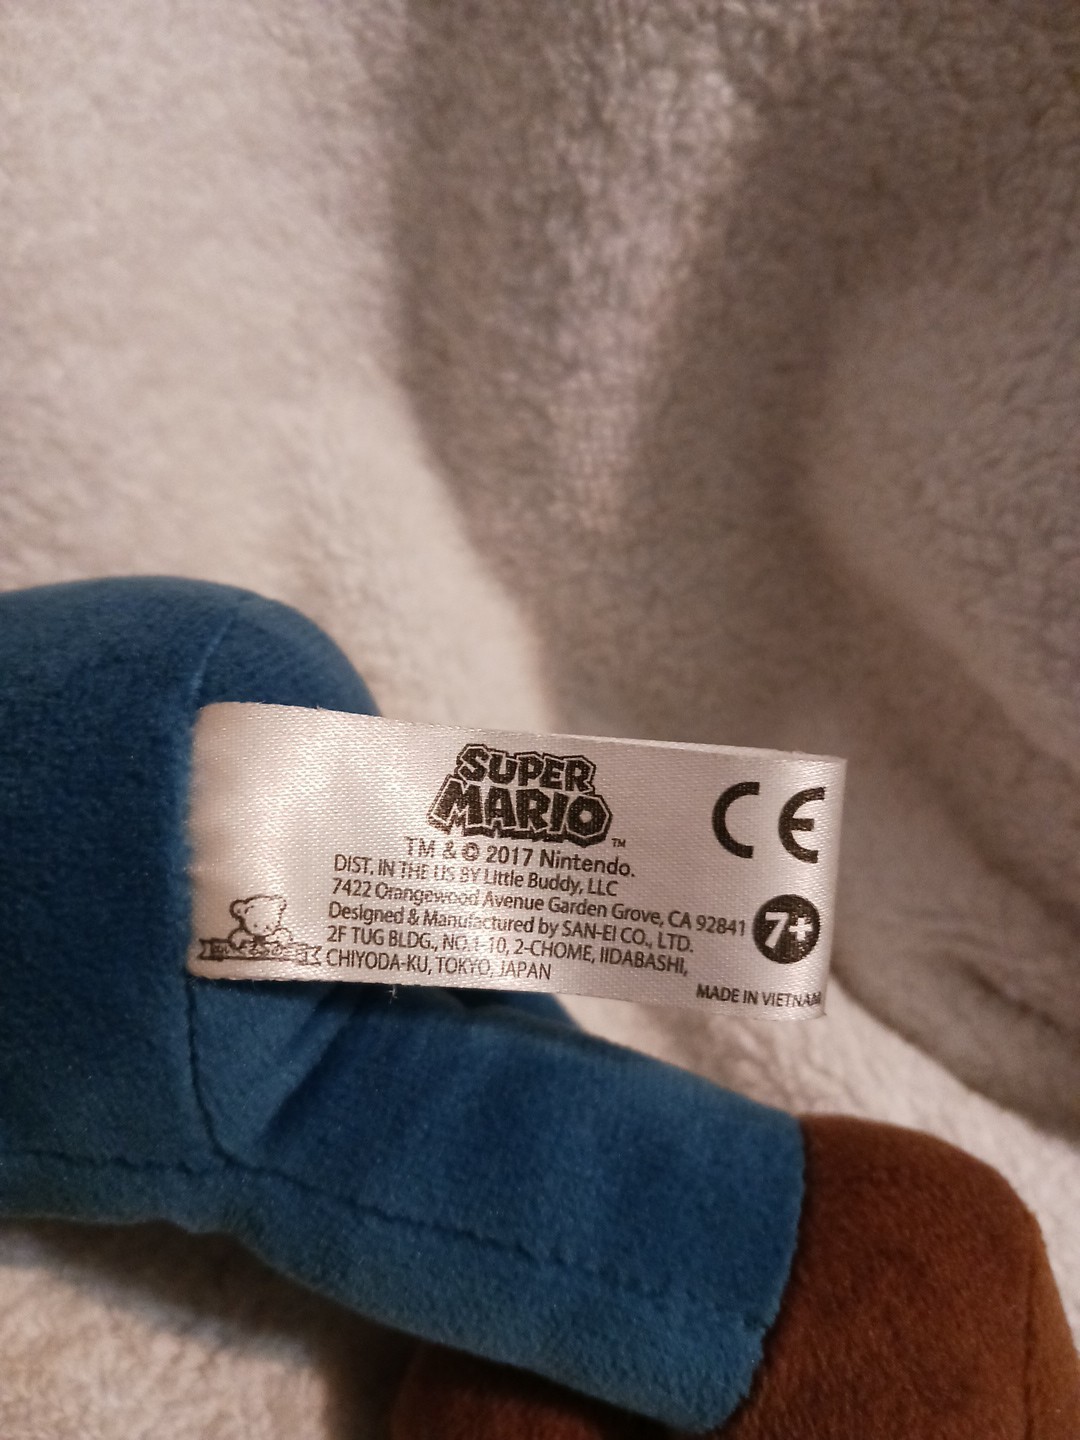 SUPER
MARIO™
TM & © 2017 Nintendo.
DIST. IN THE US BY Little Buddy, LLC
7422 Orangewood Avenue Garden Grove, CA 92841
Designed & Manufactured by SAN-EI CO., LTD.
2F TUG BLDG., NO.1-10, 2-CHOME, IIDABASHI,
CHIYODA-KU, TOKYO, JAPAN
CE
7+
MADE IN VIETNAM